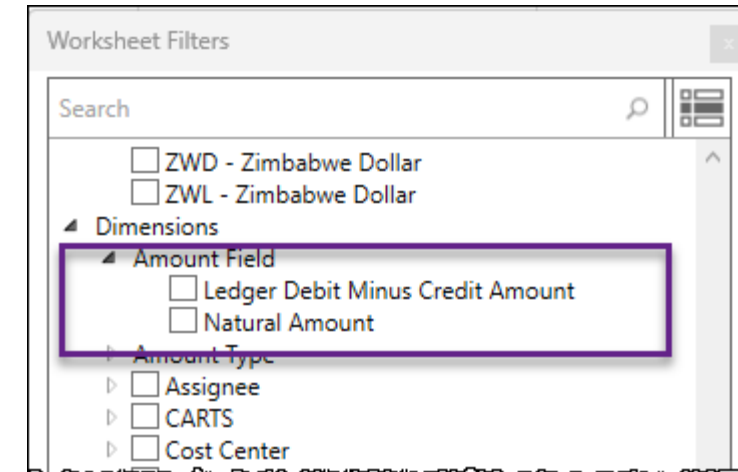 Worksheet Filters
x
Search
ZWD - Zimbabwe Dollar
ZWL - Zimbabwe Dollar
Dimensions
Amount Field
Ledger Debit Minus Credit Amount
Natural Amount
Amount Type
Assignee
CARTS
Cost Center